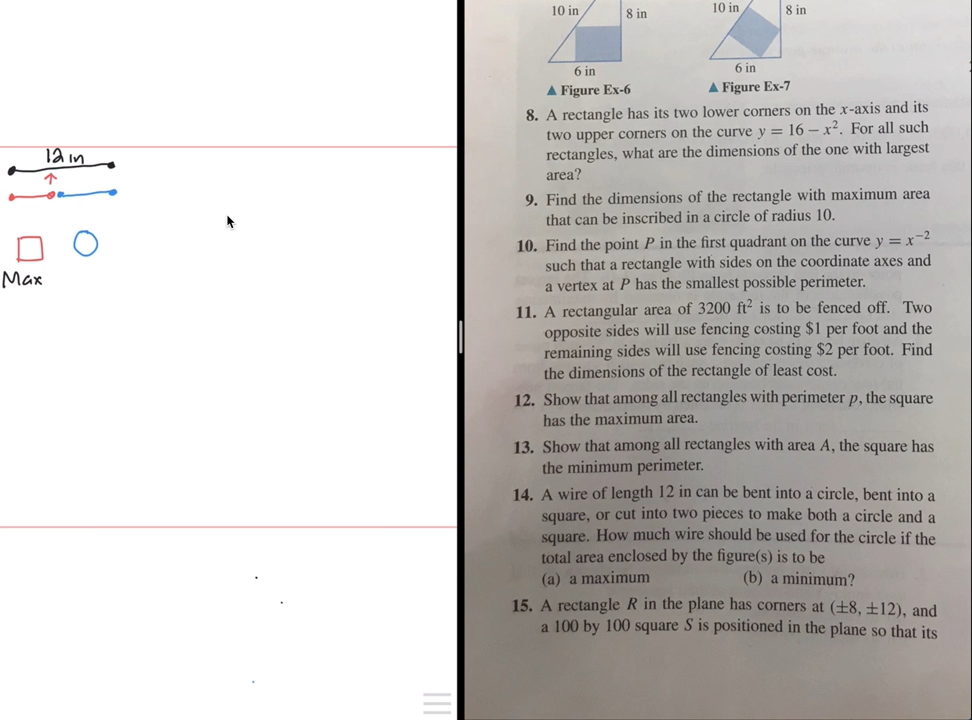 12 in
Max
10 in
8 in
6 in
▲ Figure Ex-6
10 in
8 in
6 in
▲ Figure Ex-7
8. A rectangle has its two lower corners on the x-axis and its
two upper corners on the curve y = 16 − x². For all such
rectangles, what are the dimensions of the one with largest
area?
9. Find the dimensions of the rectangle with maximum area
that can be inscribed in a circle of radius 10.
10. Find the point P in the first quadrant on the curve y = x⁻²
such that a rectangle with sides on the coordinate axes and
a vertex at P has the smallest possible perimeter.
11. A rectangular area of 3200 ft² is to be fenced off. Two
opposite sides will use fencing costing $1 per foot and the
remaining sides will use fencing costing $2 per foot. Find
the dimensions of the rectangle of least cost.
12. Show that among all rectangles with perimeter p, the square
has the maximum area.
13. Show that among all rectangles with area A, the square has
the minimum perimeter.
14. A wire of length 12 in can be bent into a circle, bent into a
square, or cut into two pieces to make both a circle and a
square. How much wire should be used for the circle if the
total area enclosed by the figure(s) is to be
(a) a maximum (b) a minimum?
15. A rectangle R in the plane has corners at (±8, ±12), and
a 100 by 100 square S is positioned in the plane so that its